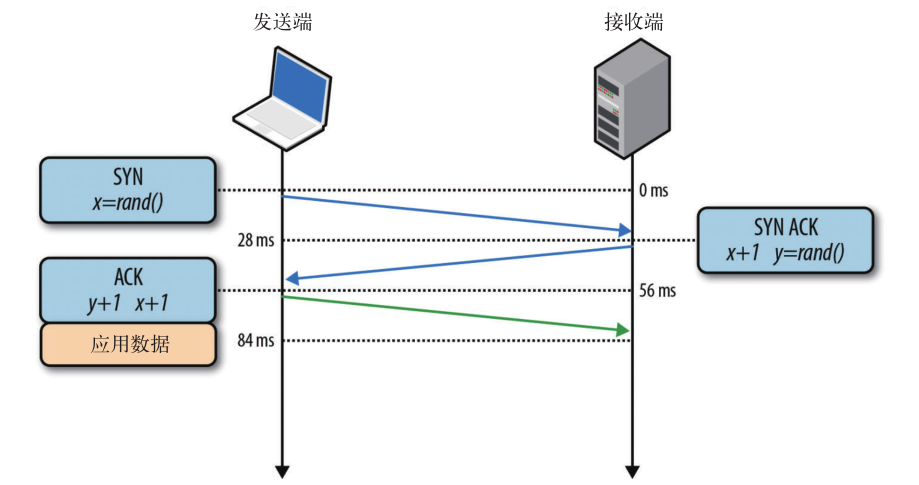 发送端
接收端
SYN
x=rand()
0 ms
28 ms
SYN ACK
x+1 y=rand()
ACK
y+1 x+1
56 ms
应用数据
84 ms